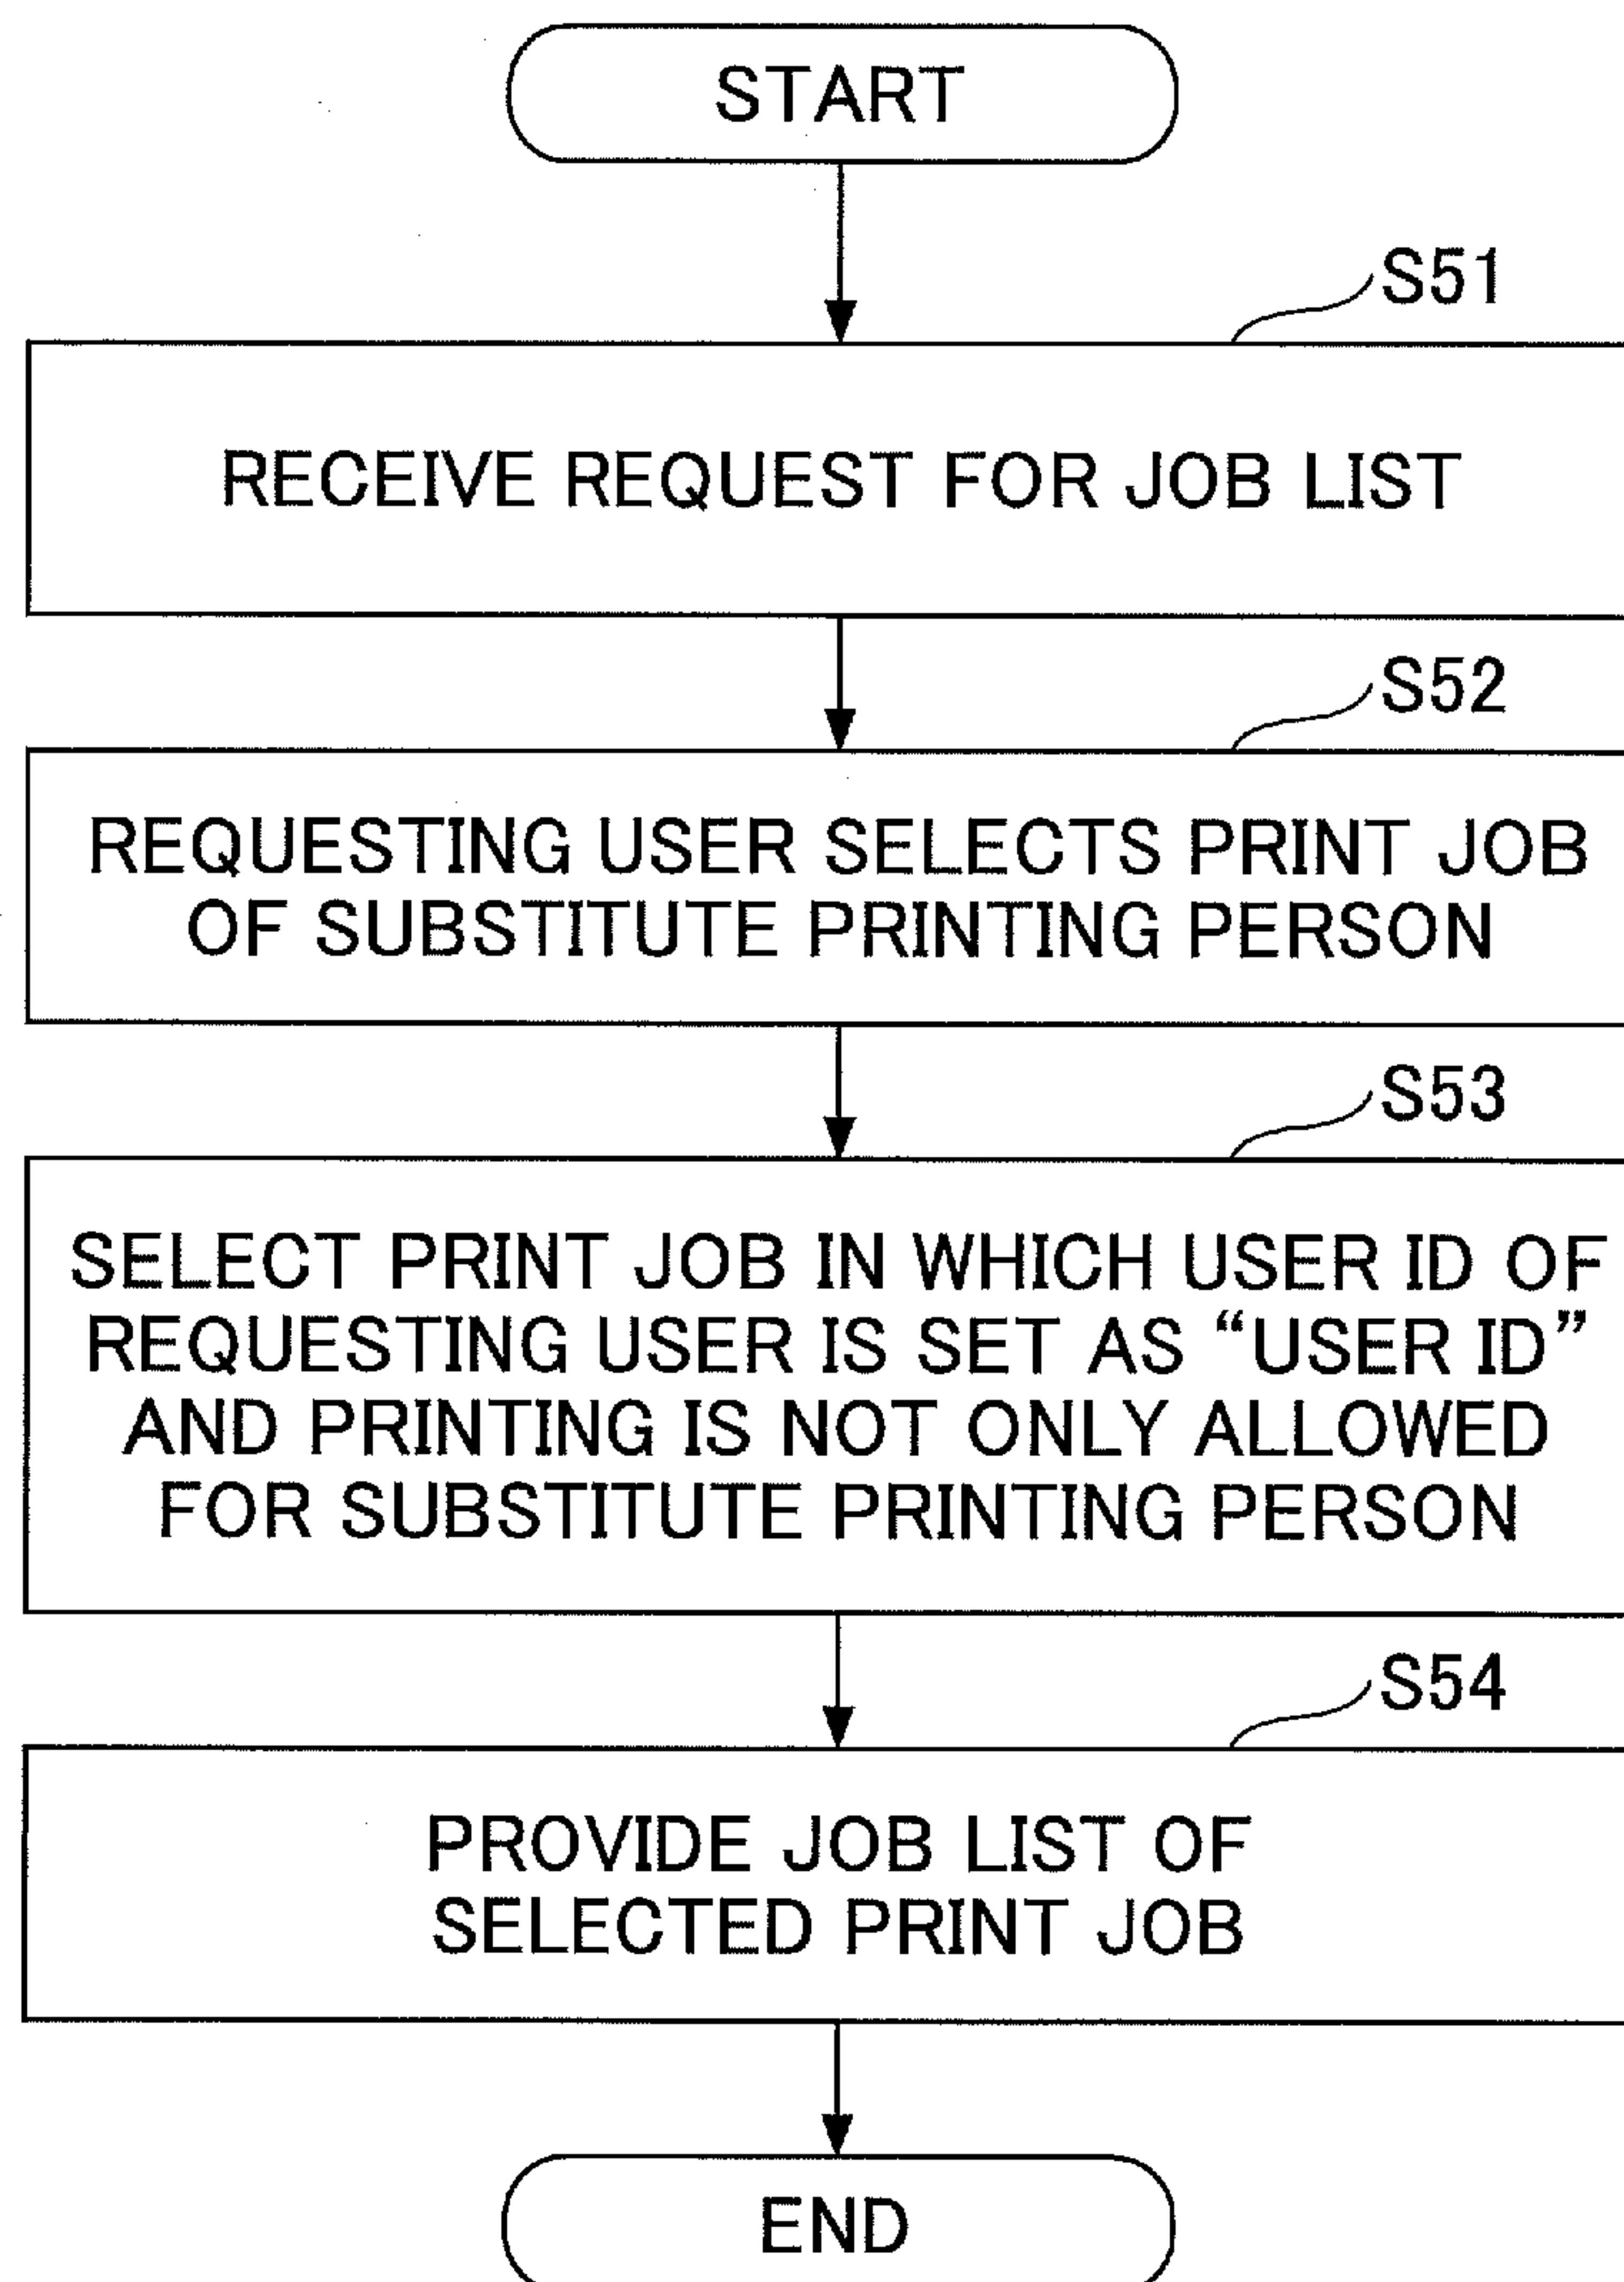 START
S51
RECEIVE REQUEST FOR JOB LIST
S52
REQUESTING USER SELECTS PRINT JOB
OF SUBSTITUTE PRINTING PERSON
S53
SELECT PRINT JOB IN WHICH USER ID OF
REQUESTING USER IS SET AS “USER ID”
AND PRINTING IS NOT ONLY ALLOWED
FOR SUBSTITUTE PRINTING PERSON
S54
PROVIDE JOB LIST OF
SELECTED PRINT JOB
END